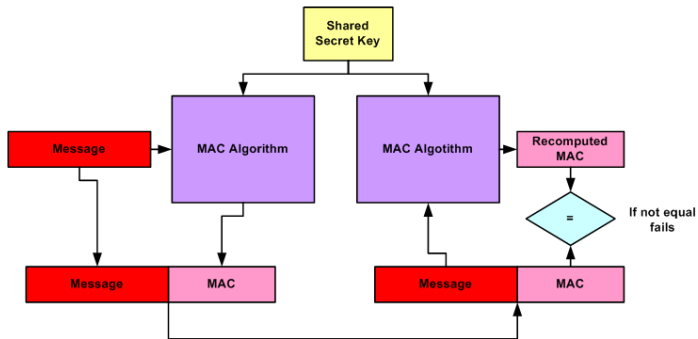 Shared
Secret Key
Message
MAC Algorithm
MAC Algotithm
Recomputed
MAC
=
If not equal
fails
Message
MAC
Message
MAC